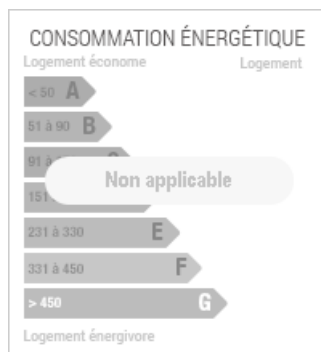 CONSOMMATION ÉNERGÉTIQUE
Logement économe Logement
< 50 A
51 à 90 B
91 à
Non applicable
151
231 à 330 E
331 à 450 F
> 450 G
Logement énergivore